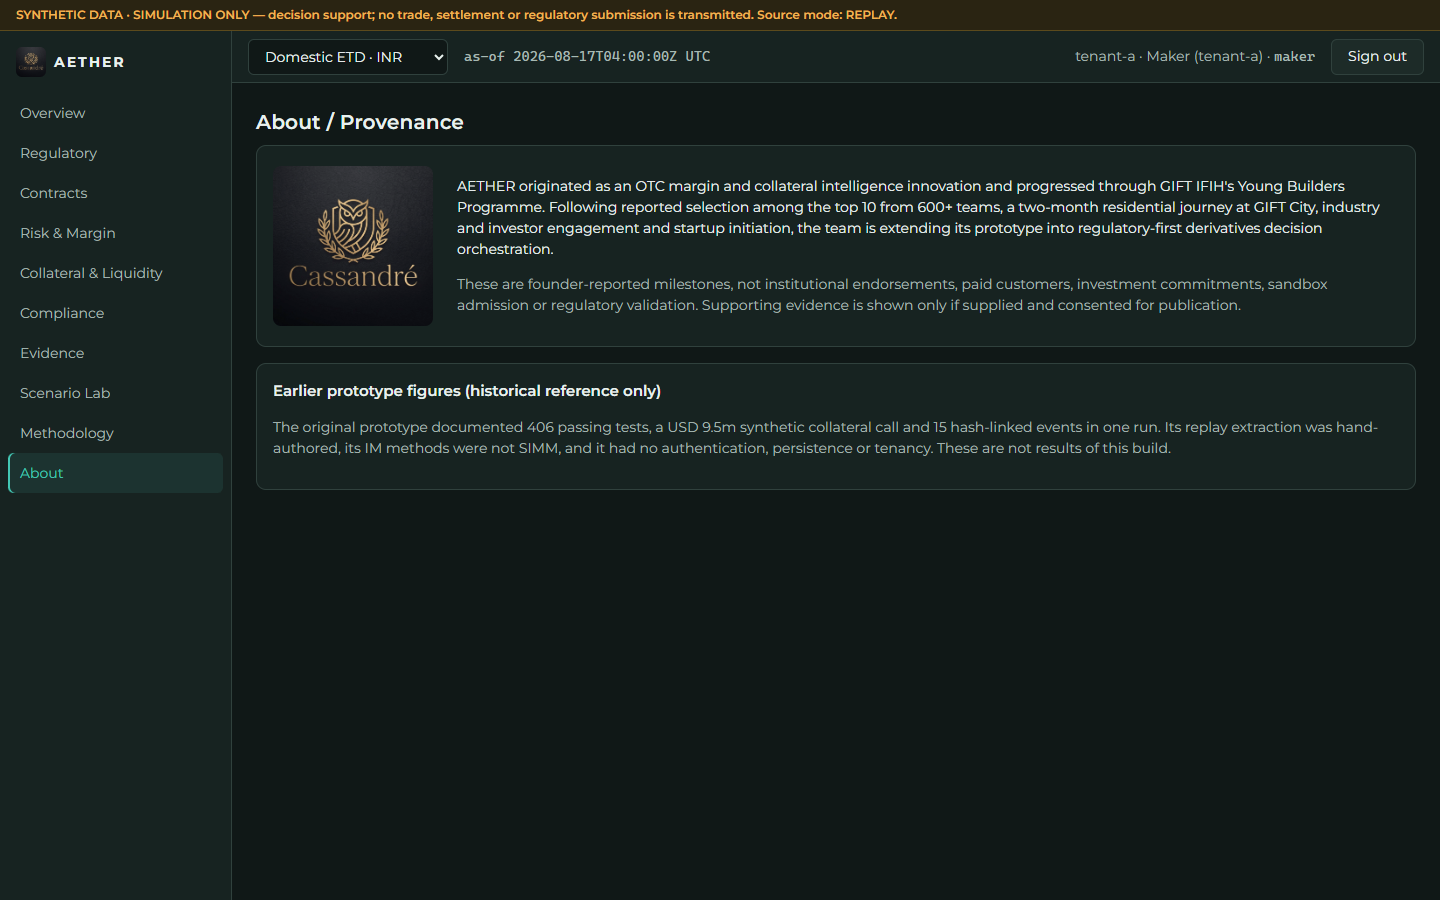 SYNTHETIC DATA · SIMULATION ONLY — decision support; no trade, settlement or regulatory submission is transmitted. Source mode: REPLAY.
AETHER
Domestic ETD · INR
as-of 2026-08-17T04:00:00Z UTC
tenant-a · Maker (tenant-a) · maker
Sign out
Overview
Regulatory
Contracts
Risk & Margin
Collateral & Liquidity
Compliance
Evidence
Scenario Lab
Methodology
About
About / Provenance
Cassandré
AETHER originated as an OTC margin and collateral intelligence innovation and progressed through GIFT IFIH's Young Builders
Programme. Following reported selection among the top 10 from 600+ teams, a two-month residential journey at GIFT City, industry
and investor engagement and startup initiation, the team is extending its prototype into regulatory-first derivatives decision
orchestration.
These are founder-reported milestones, not institutional endorsements, paid customers, investment commitments, sandbox
admission or regulatory validation. Supporting evidence is shown only if supplied and consented for publication.
Earlier prototype figures (historical reference only)
The original prototype documented 406 passing tests, a USD 9.5m synthetic collateral call and 15 hash-linked events in one run. Its replay extraction was hand-
authored, its IM methods were not SIMM, and it had no authentication, persistence or tenancy. These are not results of this build.